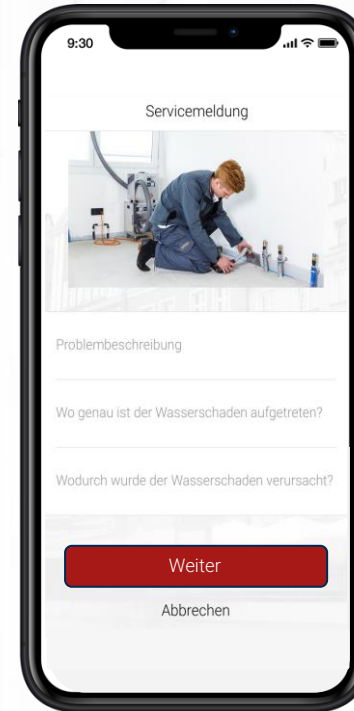 9:30
Servicemeldung
Problembeschreibung
Wo genau ist der Wasserschaden aufgetreten?
Wodurch wurde der Wasserschaden verursacht?
Weiter
Abbrechen